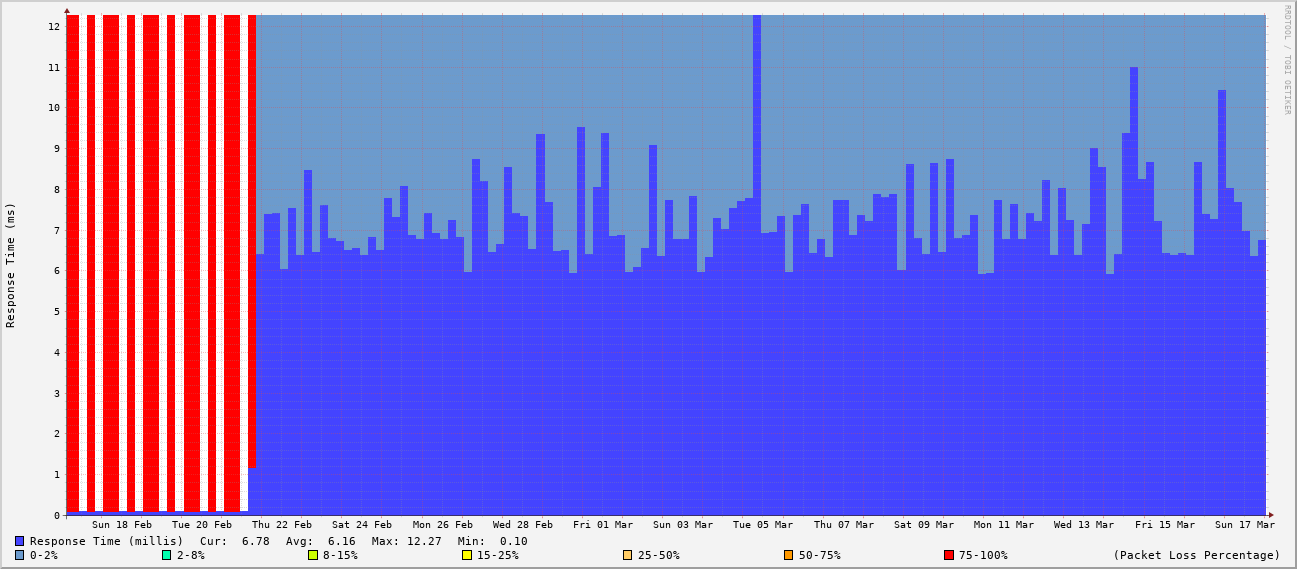 RRDTOOL / TOBI OETIKER
Response Time (ms)
12
11
10
9
8
7
6
5
4
3
2
1
0
Sun 18 Feb Tue 20 Feb Thu 22 Feb Sat 24 Feb Mon 26 Feb Wed 28 Feb Fri 01 Mar Sun 03 Mar Tue 05 Mar Thu 07 Mar Sat 09 Mar Mon 11 Mar Wed 13 Mar Fri 15 Mar Sun 17 Mar
Response Time (millis) Cur: 6.78 Avg: 6.16 Max: 12.27 Min: 0.10
0-2% 2-8% 8-15% 15-25% 25-50% 50-75% 75-100% (Packet Loss Percentage)